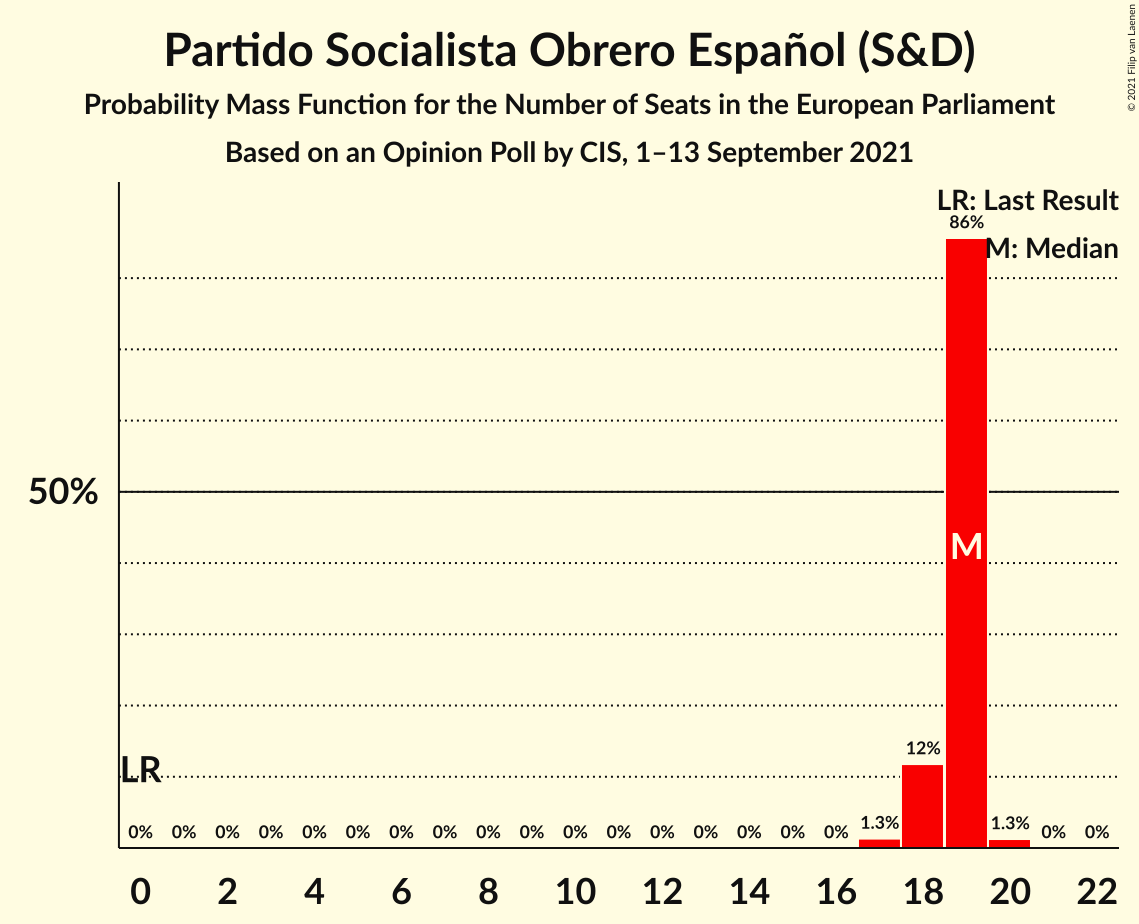 Partido Socialista Obrero Español (S&D)
Probability Mass Function for the Number of Seats in the European Parliament
Based on an Opinion Poll by CIS, 1–13 September 2021
© 2021 Filip van Laenen
LR: Last Result
86%
M: Median
50%
M
LR
12%
0% 0% 0% 0% 0% 0% 0% 0% 0% 0% 0% 0% 0% 0% 0% 0% 0% 1.3% 1.3% 0% 0%
0 2 4 6 8 10 12 14 16 18 20 22